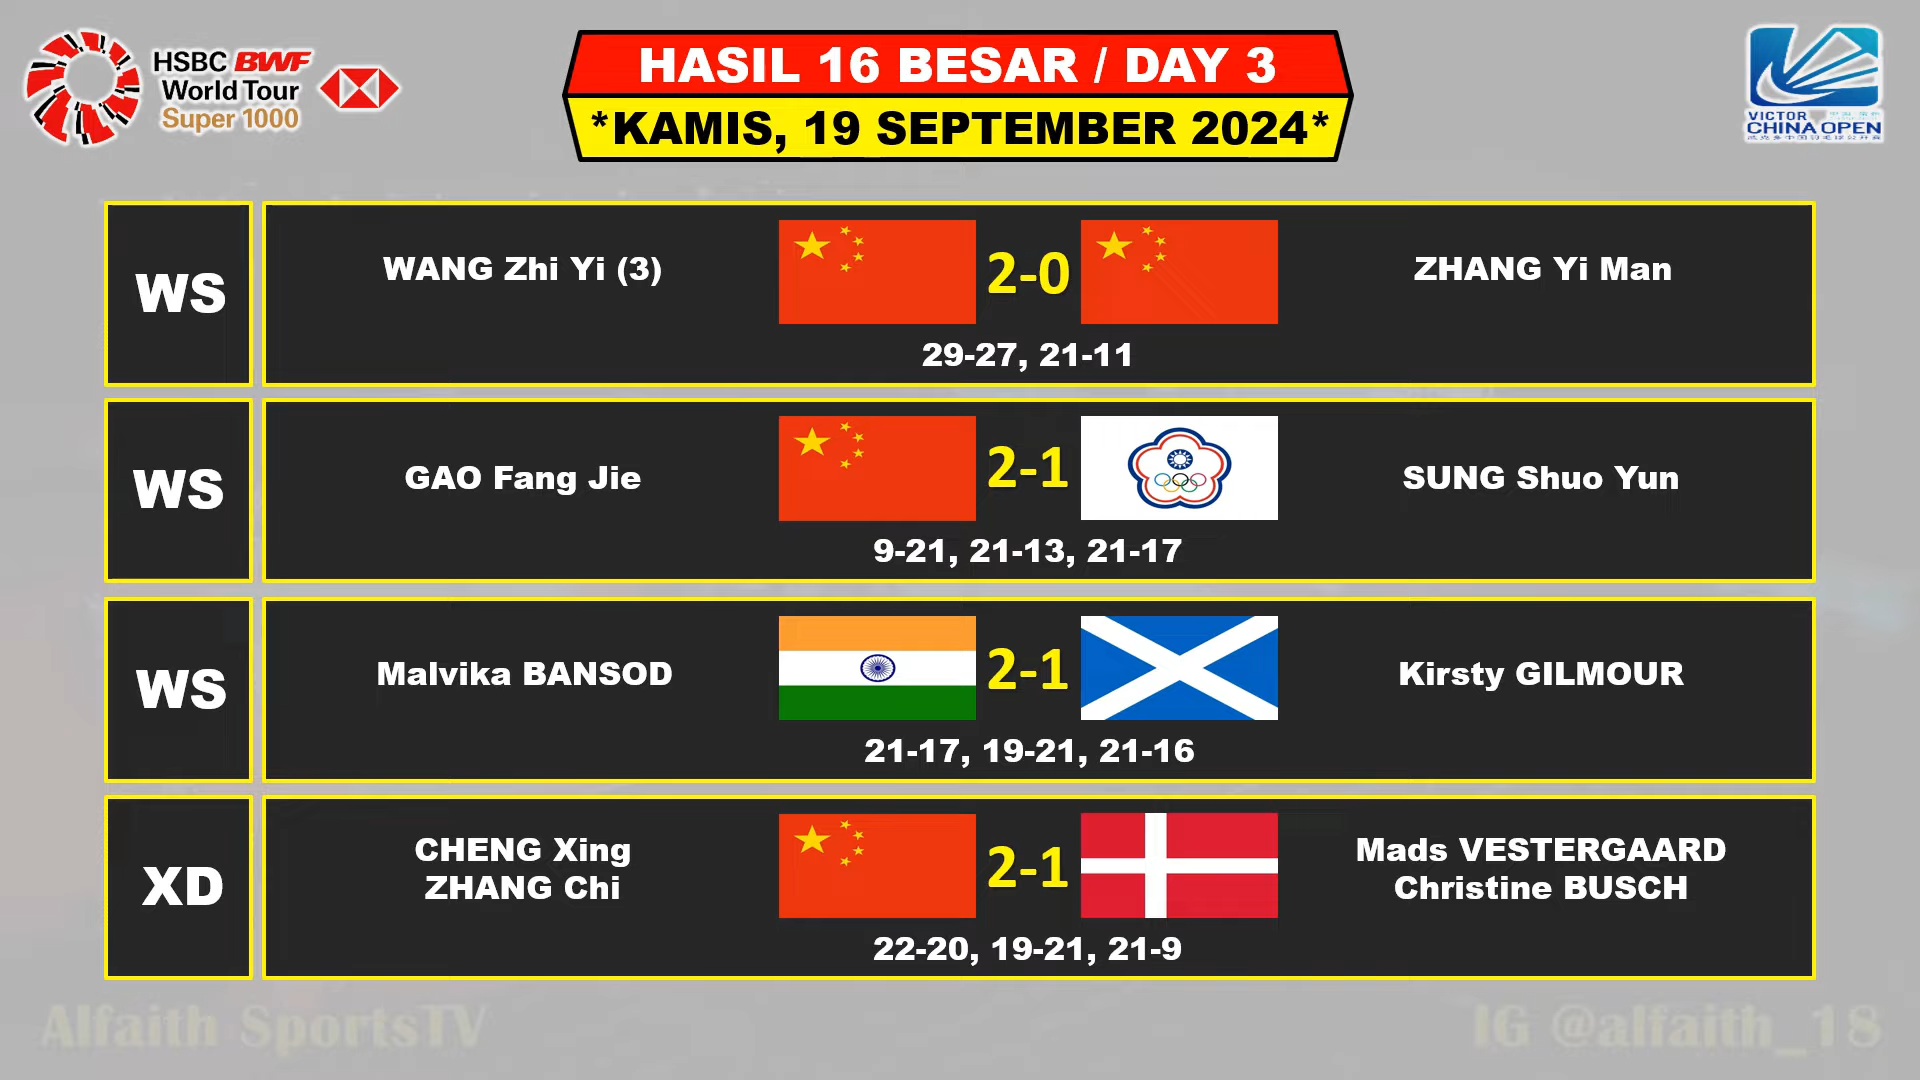 HSBC BWF
World Tour
Super 1000
HASIL 16 BESAR / DAY 3
*KAMIS, 19 SEPTEMBER 2024*
VICTOR
CHINA OPEN
WS
WANG Zhi Yi (3)
2-0
ZHANG Yi Man
29-27, 21-11
WS
GAO Fang Jie
2-1
SUNG Shuo Yun
9-21, 21-13, 21-17
WS
Malvika BANSOD
2-1
Kirsty GILMOUR
21-17, 19-21, 21-16
XD
CHENG Xing
ZHANG Chi
2-1
Mads VESTERGAARD
Christine BUSCH
22-20, 19-21, 21-9
Alfaith SportsTV
IG @alfaith_18